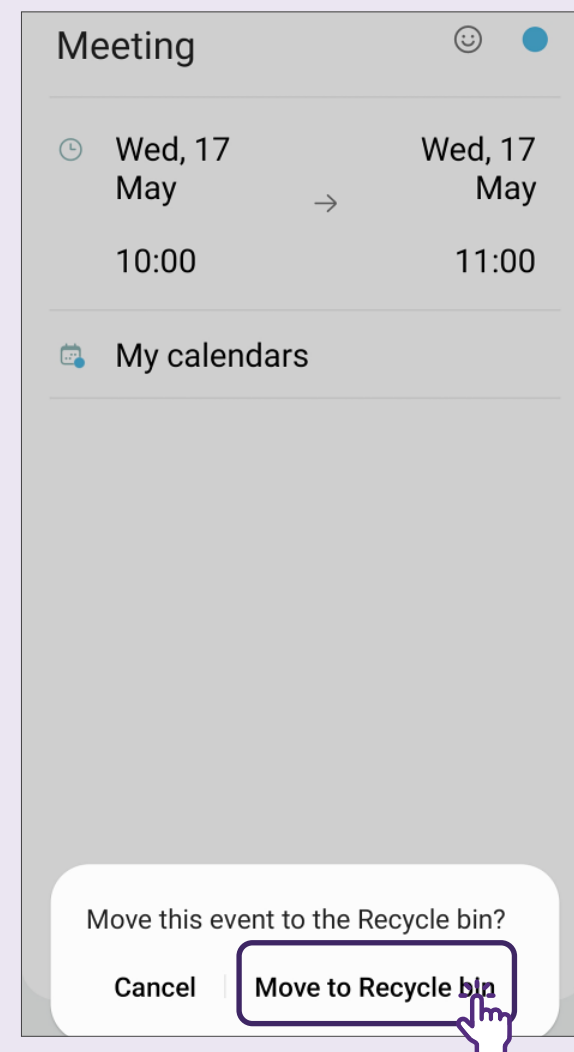 Meeting
Wed, 17 May
Wed, 17 May
10:00
11:00
My calendars
Move this event to the Recycle bin?
Cancel
Move to Recycle bin